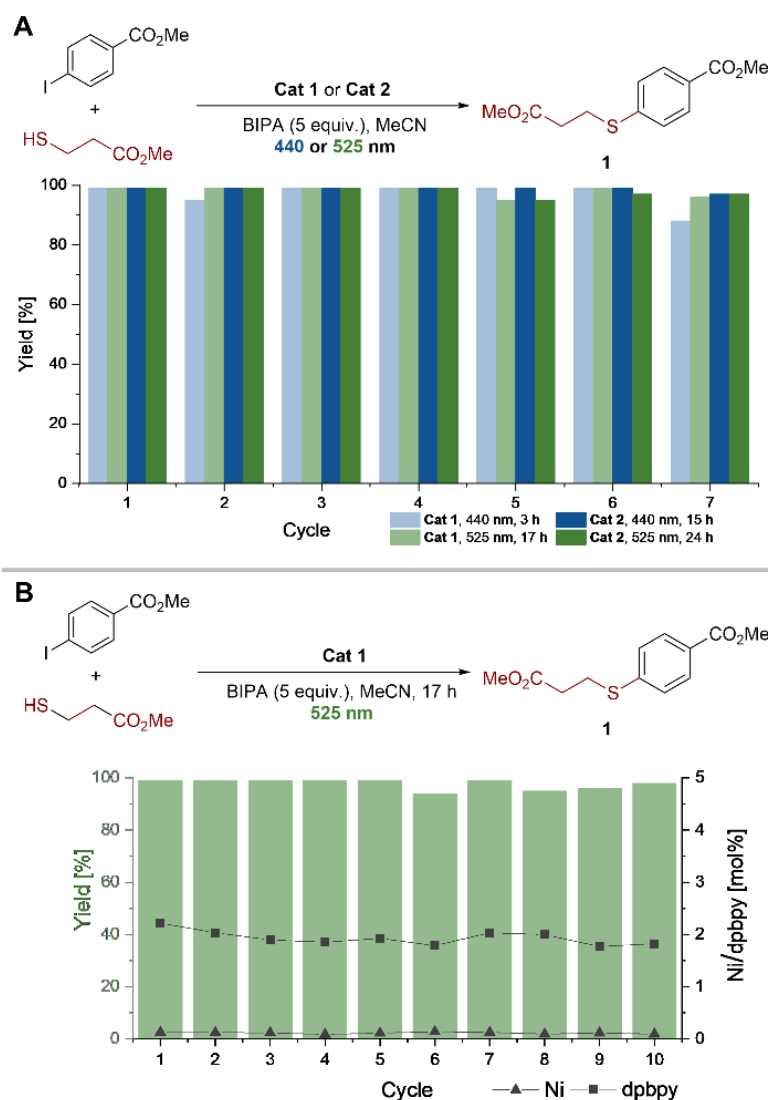 A
CO₂Me
I
+
HS
CO₂Me
Cat 1 or Cat 2
BIPA (5 equiv.), MeCN
440 or 525 nm
CO₂Me
MeO₂C
S
1
Yield [%]
100
80
60
40
20
0
1 2 3 4 5 6 7
Cycle
Cat 1, 440 nm, 3 h Cat 2, 440 nm, 15 h
Cat 1, 525 nm, 17 h Cat 2, 525 nm, 24 h
B
CO₂Me
I
+
HS
CO₂Me
Cat 1
BIPA (5 equiv.), MeCN, 17 h
525 nm
CO₂Me
MeO₂C
S
1
Yield [%]
100
80
60
40
20
0
Ni/dpbpy [mol%]
5
4
3
2
1
0
1 2 3 4 5 6 7 8 9 10
Cycle
Ni dpbpy